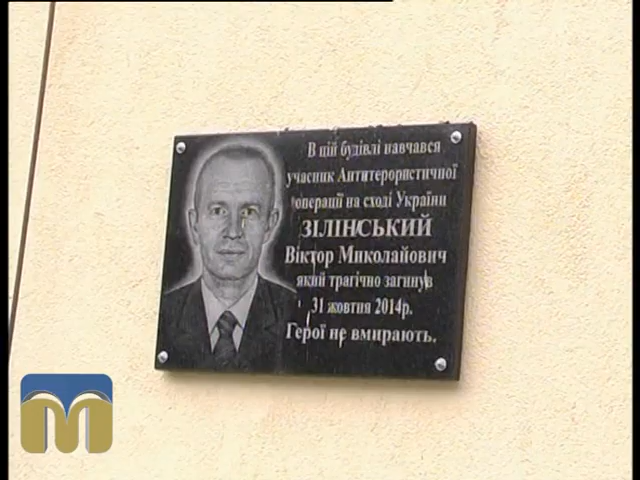 В цій будівлі навчався
учасник Антитерористичної
операції на сході України
ЗІЛІНСЬКИЙ
Віктор Миколайович
який трагічно загинув
31 жовтня 2014р.
Герої не вмирають.
М